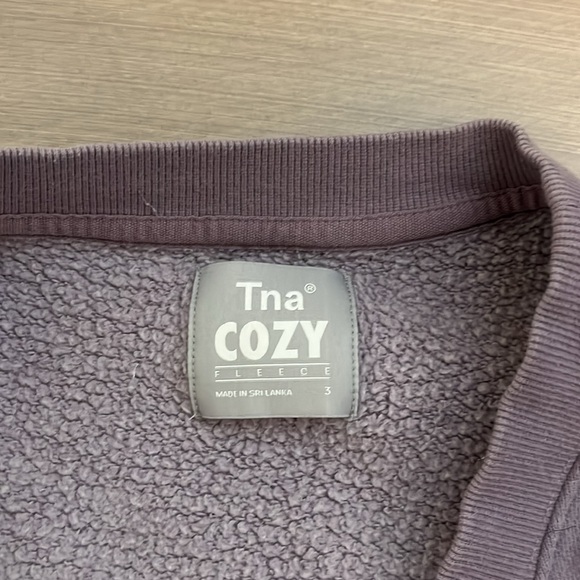 Tna®
COZY
FLEECE
MADE IN SRI LANKA 3